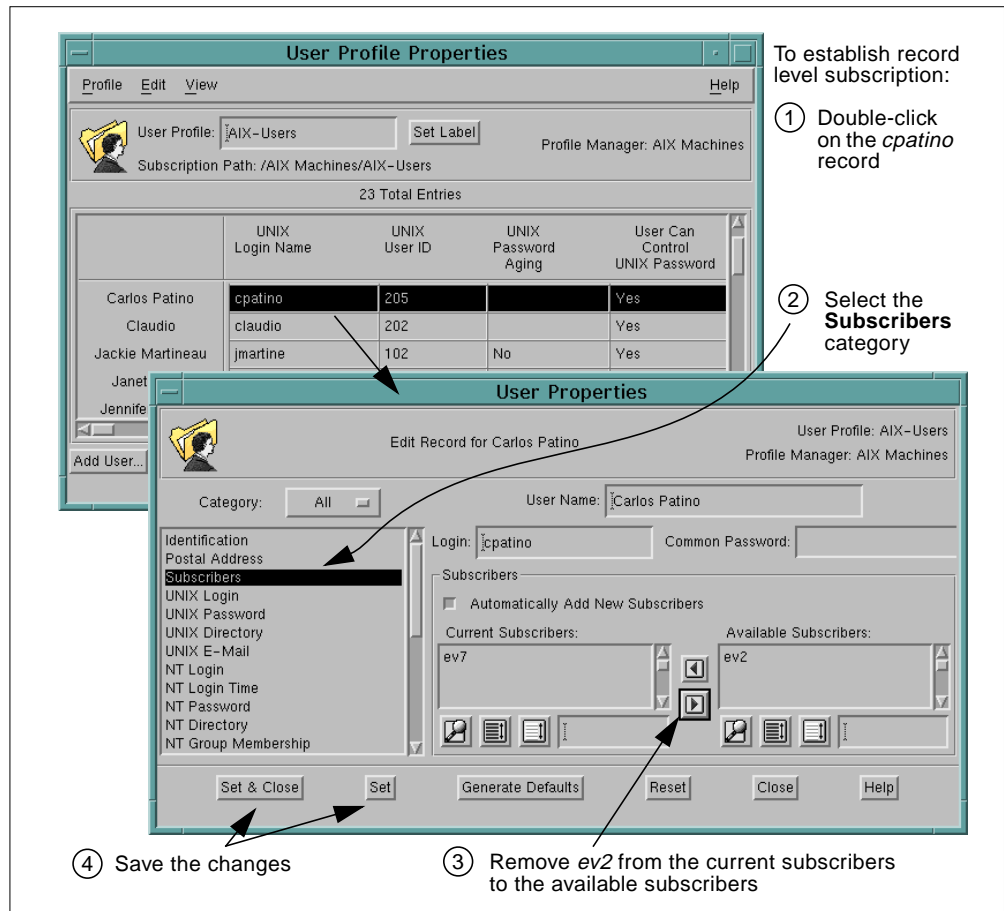 User Profile Properties
Profile Edit View Help
User Profile: AIX-Users Set Label
Profile Manager: AIX Machines
Subscription Path: /AIX Machines/AIX-Users
23 Total Entries
UNIX Login Name
UNIX User ID
UNIX Password Aging
User Can Control UNIX Password
Carlos Patino cpatino 205 Yes
Claudio claudio 202 Yes
Jackie Martineau jmartine 102 No Yes
Janet
Jennife
Add User...
To establish record
level subscription:
1 Double-click
on the cpatino
record
2 Select the
Subscribers
category
User Properties
Edit Record for Carlos Patino
User Profile: AIX-Users
Profile Manager: AIX Machines
Category: All
User Name: Carlos Patino
Identification
Postal Address
Subscribers
UNIX Login
UNIX Password
UNIX Directory
UNIX E-Mail
NT Login
NT Login Time
NT Password
NT Directory
NT Group Membership
Login: cpatino
Common Password:
Subscribers
Automatically Add New Subscribers
Current Subscribers:
ev7
Available Subscribers:
ev2
Set & Close Set Generate Defaults Reset Close Help
4 Save the changes
3 Remove ev2 from the current subscribers
to the available subscribers